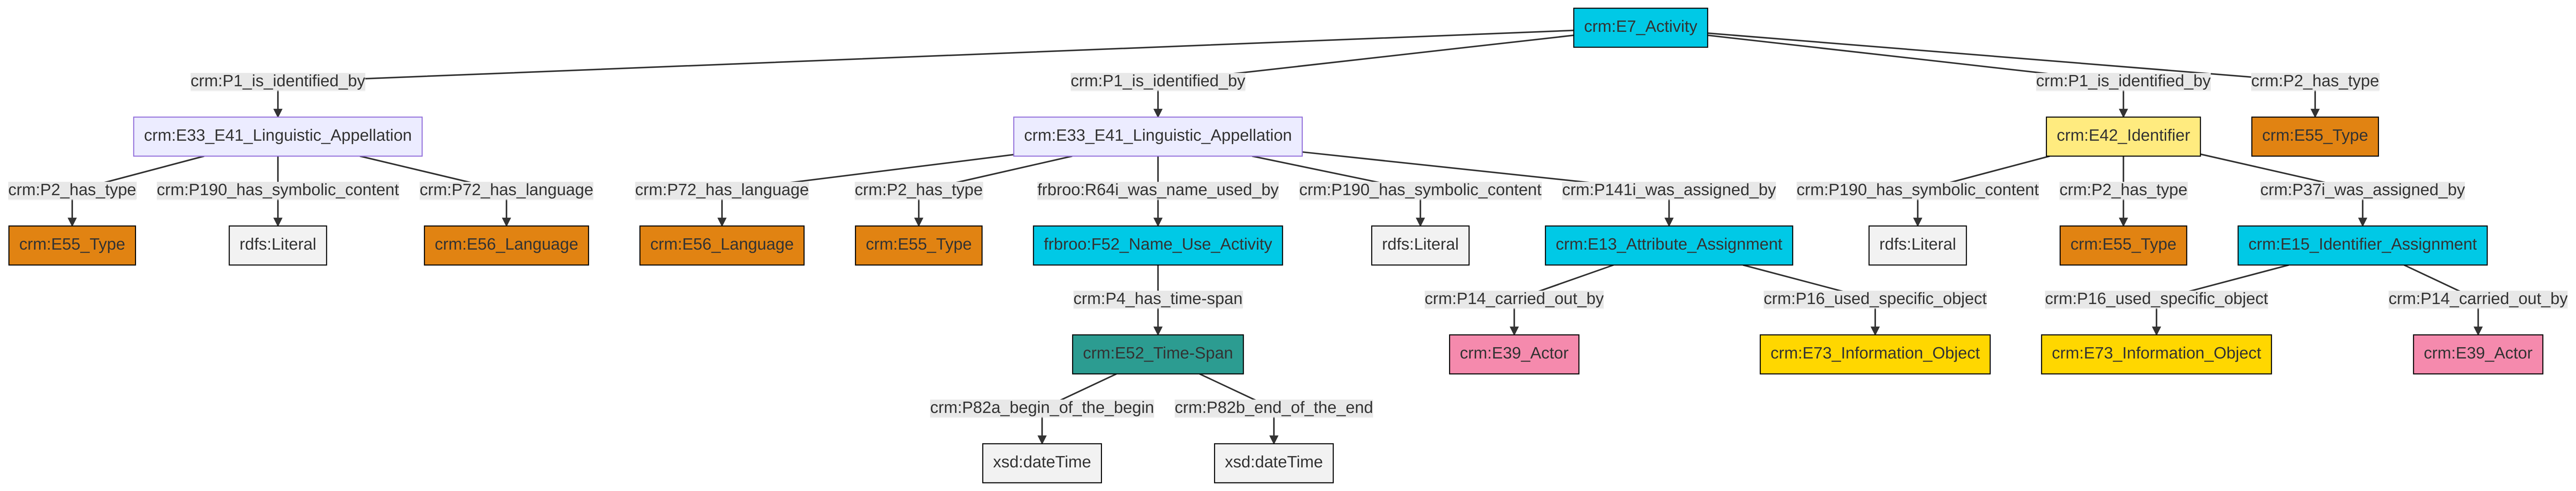 crm:E7_Activity
crm:P1_is_identified_by
crm:P1_is_identified_by
crm:P1_is_identified_by
crm:P2_has_type
crm:E33_E41_Linguistic_Appellation
crm:E33_E41_Linguistic_Appellation
crm:E42_Identifier
crm:E55_Type
crm:P2_has_type
crm:P190_has_symbolic_content
crm:P72_has_language
crm:P72_has_language
crm:P2_has_type
frbroo:R64i_was_name_used_by
crm:P190_has_symbolic_content
crm:P141i_was_assigned_by
crm:P190_has_symbolic_content
crm:P2_has_type
crm:P37i_was_assigned_by
crm:E55_Type
rdfs:Literal
crm:E56_Language
crm:E56_Language
crm:E55_Type
frbroo:F52_Name_Use_Activity
rdfs:Literal
crm:E13_Attribute_Assignment
rdfs:Literal
crm:E55_Type
crm:E15_Identifier_Assignment
crm:P4_has_time-span
crm:P14_carried_out_by
crm:P16_used_specific_object
crm:P16_used_specific_object
crm:P14_carried_out_by
crm:E52_Time-Span
crm:E39_Actor
crm:E73_Information_Object
crm:E73_Information_Object
crm:E39_Actor
crm:P82a_begin_of_the_begin
crm:P82b_end_of_the_end
xsd:dateTime
xsd:dateTime